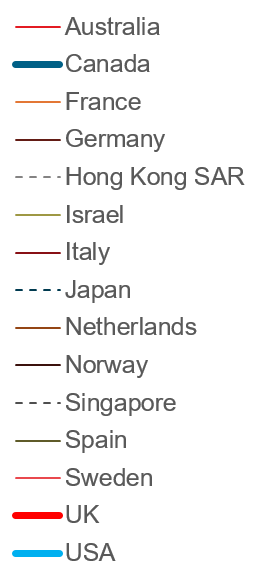 Australia
Canada
France
Germany
Hong Kong SAR
Israel
Italy
Japan
Netherlands
Norway
Singapore
Spain
Sweden
UK
USA